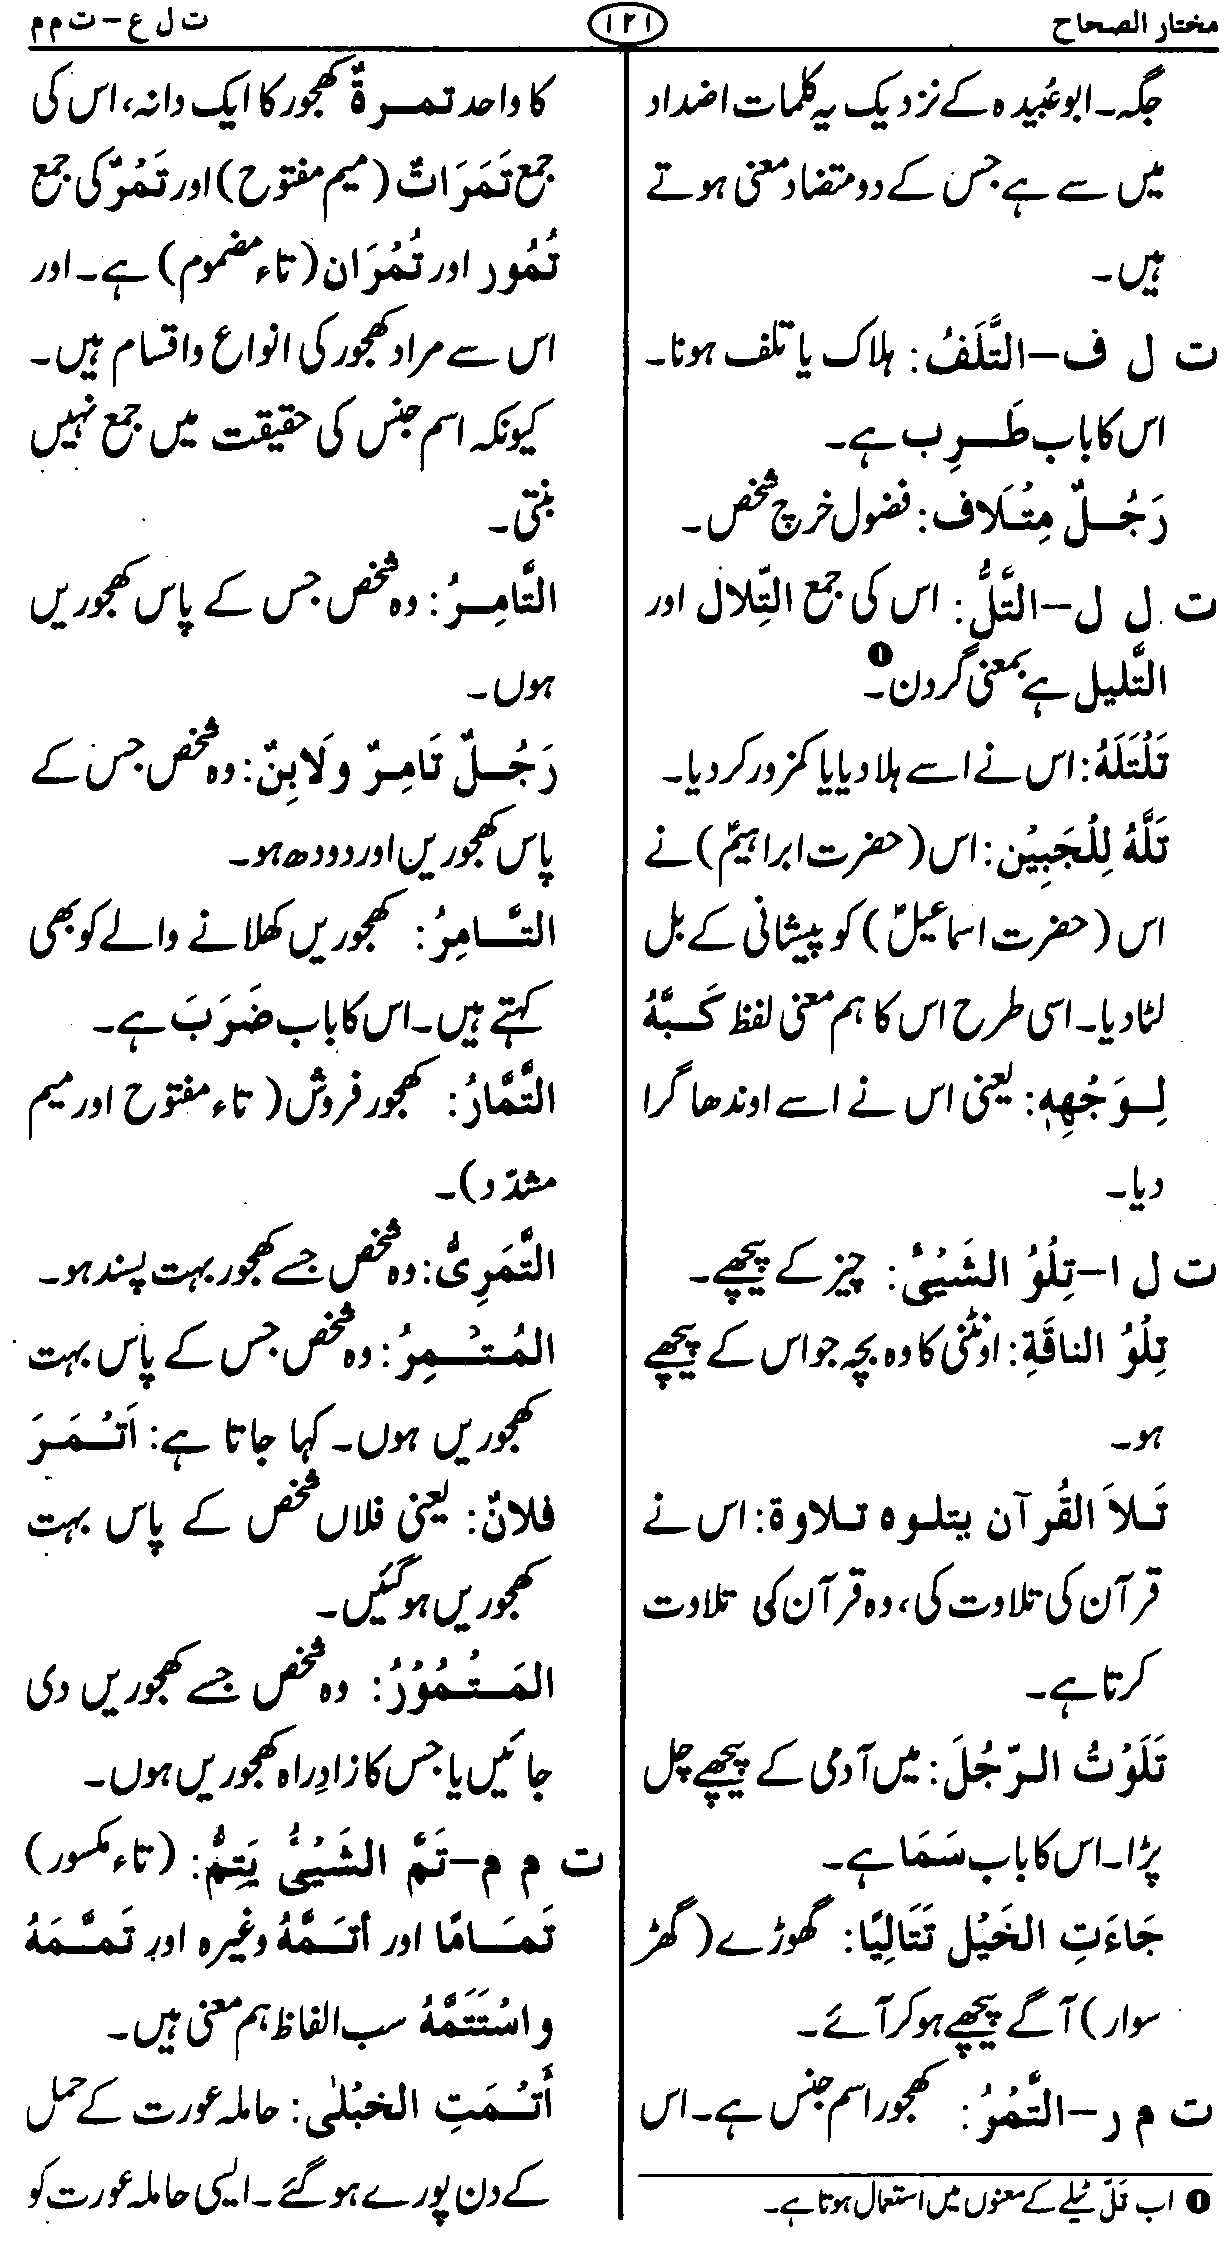 مختار الصحاح
۱۲۱
ت ل ع – ت م م
جگہ۔ ابو عُبیدہ کے نزدیک یہ کلمات اضداد
میں سے ہے جس کے دو متضاد معنی ہوتے
ہیں۔
ت ل ف – التَّلَفُ: ہلاک یا تلف ہونا۔
اس کا باب طَرِب ہے۔
رَجُلٌ مِتْلَاف: فضول خرچ شخص۔
ت ل ل – التَّلُّ: اس کی جمع التِّلال اور
التَّلیل ہے بمعنی گردن۔❶
تَلْتَلَهُ: اس نے اسے ہلا دیا یا کمزور کر دیا۔
تَلَّهُ لِلْجَبِيْن: اس (حضرت ابراہیمؑ) نے
اس (حضرت اسماعیلؑ) کو پیشانی کے بل
لٹا دیا۔ اسی طرح اس کا ہم معنی لفظ كَبَّهُ
لِوَجْهِهٖ: یعنی اس نے اسے اوندھا گرا
دیا۔
ت ل ا – تِلْوُ الشَيْئُ: چیز کے پیچھے۔
تِلْوُ الناقَةِ: اونٹنی کا وہ بچہ جو اس کے پیچھے
ہو۔
تَلاَ القُرآن يتلوه تلاوة: اس نے
قرآن کی تلاوت کی، وہ قرآن کی تلاوت
کرتا ہے۔
تَلَوْتُ الرّجُلَ: میں آدمی کے پیچھے چل
پڑا۔ اس کا باب سَمَا ہے۔
جَاءَتِ الخَيْل تَتَالِيًا: گھوڑے (گھڑ
سوار) آگے پیچھے ہو کر آئے۔
ت م ر – التَّمْرُ: کھجور اسم جنس ہے۔ اس
❶ اب تَلّ ٹیلے کے معنوں میں استعمال ہوتا ہے۔
کا واحد تمرةٌ کھجور کا ایک دانہ، اس کی
جمع تَمَرَاتٌ (میم مفتوح) اور تَمْرٌ کی جمع
تُمُور اور تُمْرَان (تاء مضموم) ہے۔ اور
اس سے مراد کھجور کی انواع و اقسام ہیں۔
کیونکہ اسم جنس کی حقیقت میں جمع نہیں
بنتی۔
التَّامِرُ: وہ شخص جس کے پاس کھجوریں
ہوں۔
رَجُلٌ تَامِرٌ ولَابِنٌ: وہ شخص جس کے
پاس کھجوریں اور دودھ ہو۔
التَّامِرُ: کھجوریں کھلانے والے کو بھی
کہتے ہیں۔ اس کا باب ضَرَبَ ہے۔
التَّمَّارُ: کھجور فروش (تاء مفتوح اور میم
مشدّد)۔
التَّمَرِىُّ: وہ شخص جسے کھجور بہت پسند ہو۔
المُتْمِرُ: وہ شخص جس کے پاس بہت
کھجوریں ہوں۔ کہا جاتا ہے: اَتْمَرَ
فلانٌ: یعنی فلاں شخص کے پاس بہت
کھجوریں ہو گئیں۔
المَتْمُوْرُ: وہ شخص جسے کھجوریں دی
جائیں یا جس کا زادِ راہ کھجوریں ہوں۔
ت م م – تَمَّ الشَيْئُ يَتِمُّ: (تاء مکسور)
تَمَامًا اور أتَمَّهُ وغیرہ اور تَمَّمَهُ
و اسْتَتَمَّهُ سب الفاظ ہم معنی ہیں۔
أَتَمَّتِ الحُبْلٰى: حاملہ عورت کے حمل
کے دن پورے ہو گئے۔ ایسی حاملہ عورت کو